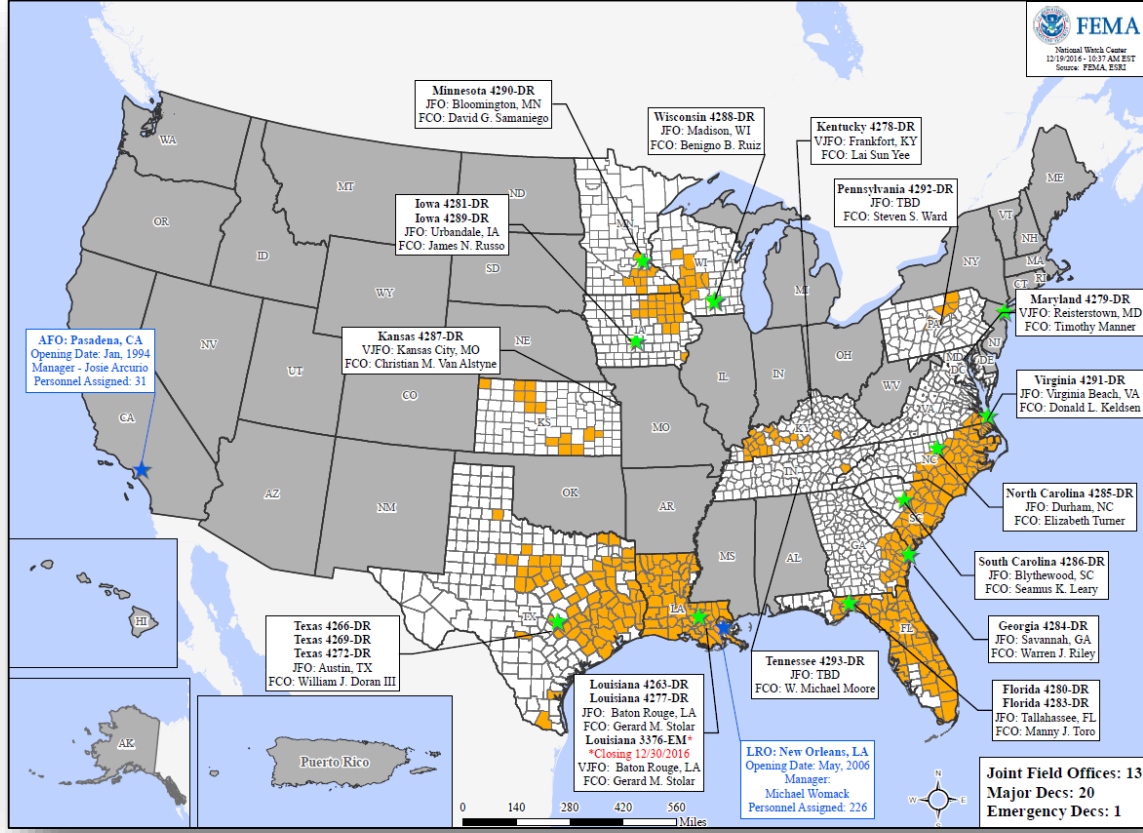 FEMA
National Watch Center
12/19/2016 - 10:37 AM EST
Source: FEMA, ESRI
Minnesota 4290-DR
JFO: Bloomington, MN
FCO: David G. Samaniego
Wisconsin 4288-DR
JFO: Madison, WI
FCO: Benigno B. Ruiz
Kentucky 4278-DR
VJFO: Frankfort, KY
FCO: Lai Sun Yee
Pennsylvania 4292-DR
JFO: TBD
FCO: Steven S. Ward
Iowa 4281-DR
Iowa 4289-DR
JFO: Urbandale, IA
FCO: James N. Russo
Maryland 4279-DR
VJFO: Reisterstown, MD
FCO: Timothy Manner
Kansas 4287-DR
VJFO: Kansas City, MO
FCO: Christian M. Van Alstyne
AFO: Pasadena, CA
Opening Date: Jan, 1994
Manager - Josie Arcurio
Personnel Assigned: 31
Virginia 4291-DR
JFO: Virginia Beach, VA
FCO: Donald L. Keldsen
North Carolina 4285-DR
JFO: Durham, NC
FCO: Elizabeth Turner
South Carolina 4286-DR
JFO: Blythewood, SC
FCO: Seamus K. Leary
Georgia 4284-DR
JFO: Savannah, GA
FCO: Warren J. Riley
Texas 4266-DR
Texas 4269-DR
Texas 4272-DR
JFO: Austin, TX
FCO: William J. Doran III
Tennessee 4293-DR
JFO: TBD
FCO: W. Michael Moore
Louisiana 4263-DR
Louisiana 4277-DR
JFO: Baton Rouge, LA
FCO: Gerard M. Stolar
Louisiana 3376-EM*
*Closing 12/30/2016
VJFO: Baton Rouge, LA
FCO: Gerard M. Stolar
Florida 4280-DR
Florida 4283-DR
JFO: Tallahassee, FL
FCO: Manny J. Toro
LRO: New Orleans, LA
Opening Date: May, 2006
Manager:
Michael Womack
Personnel Assigned: 226
Joint Field Offices: 13
Major Decs: 20
Emergency Decs: 1
WA
MT
ND
MN
ME
OR
ID
SD
WI
VT
NH
NY
MA
RI
CT
WY
MI
IA
PA
NJ
NV
NE
OH
MD
DE
DC
UT
IL
IN
WV
CA
CO
KS
MO
KY
VA
AZ
NM
OK
AR
TN
NC
SC
MS
AL
GA
TX
LA
FL
HI
AK
Puerto Rico
N
W
E
S
0
140
280
420
560
Miles